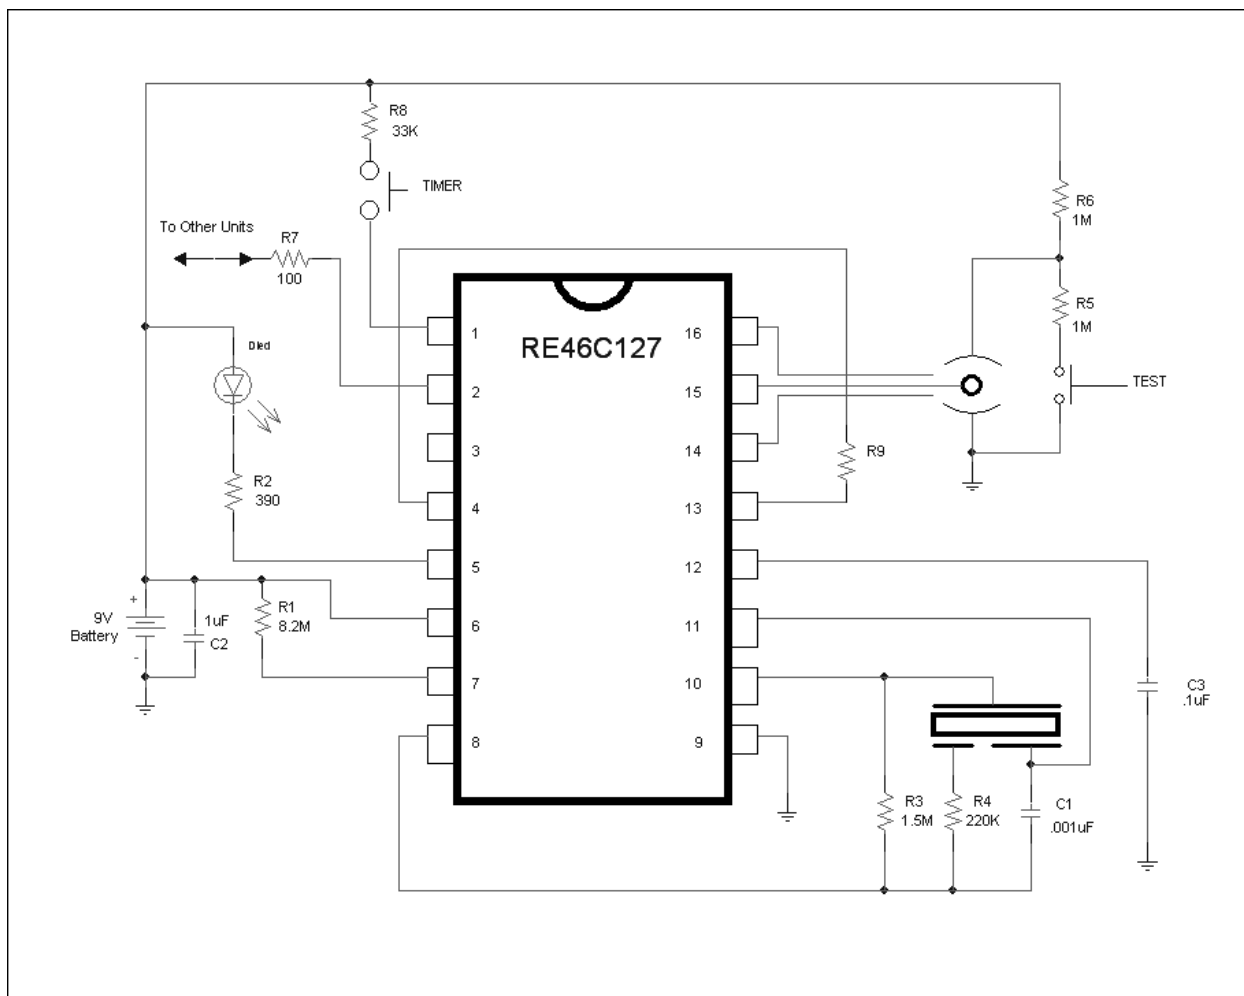 R8
33K
TIMER
R6
1M
To Other Units
R7
100
R5
1M
Dled
RE46C127
TEST
1
2
3
4
5
6
7
8
16
15
14
13
12
11
10
9
R9
R2
390
+
9V
Battery
-
1uF
C2
R1
8.2M
C3
.1uF
R3
1.5M
R4
220K
C1
.001uF